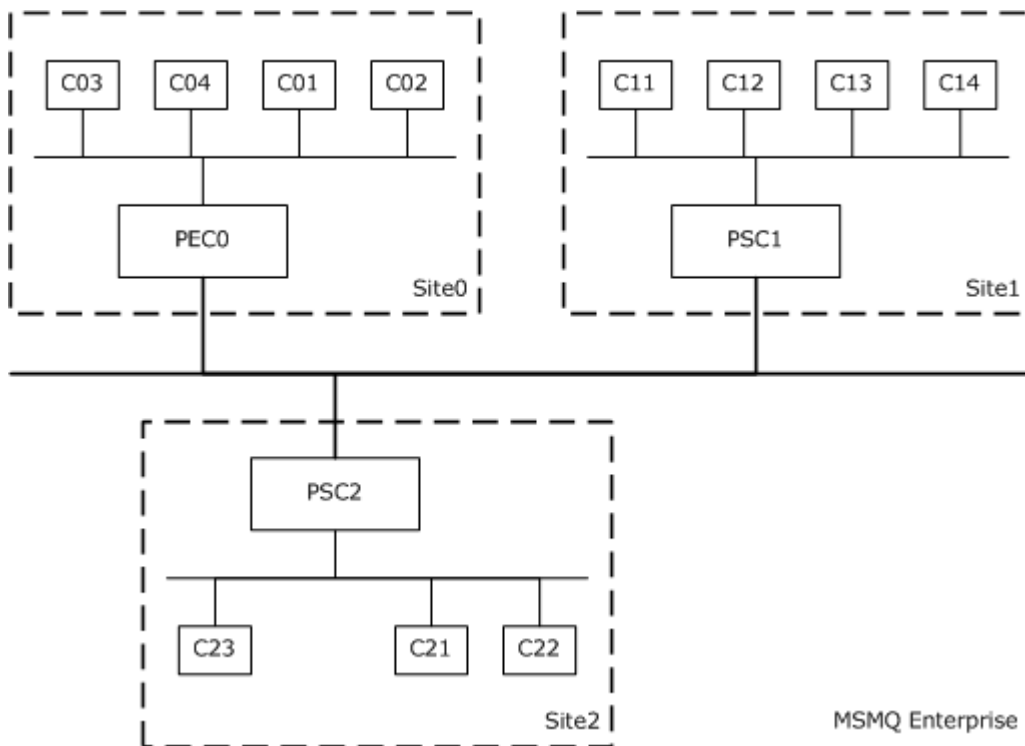 C03 C04 C01 C02
C11 C12 C13 C14
PEC0
PSC1
Site0
Site1
PSC2
C23 C21 C22
Site2
MSMQ Enterprise